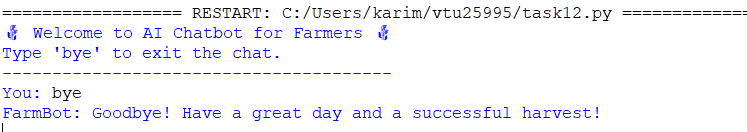 ================== RESTART: C:/Users/karim/vtu25995/task12.py =============
🌾 Welcome to AI Chatbot for Farmers 🌾
Type 'bye' to exit the chat.
---------------------------------------
You: bye
FarmBot: Goodbye! Have a great day and a successful harvest!